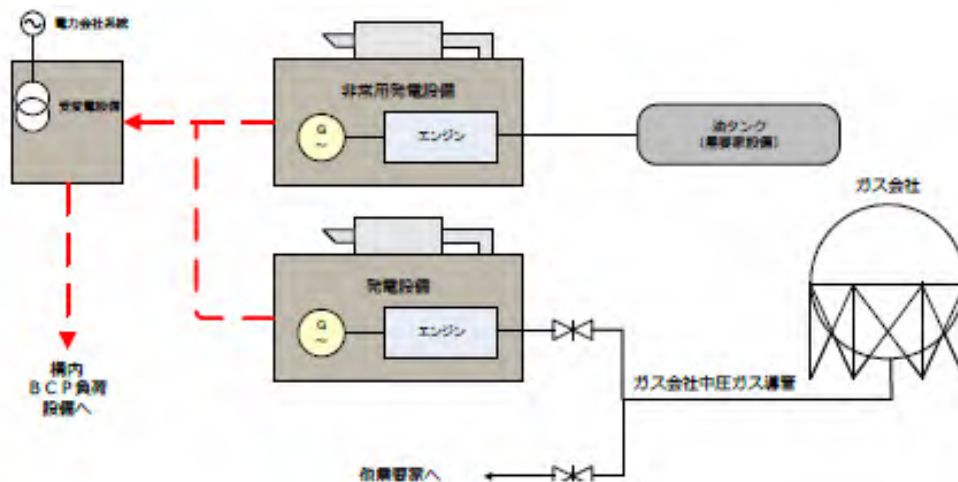 電力会社系統
受変電設備
非常用発電設備
G
～
エンジン
油タンク
(需要家設備)
ガス会社
発電設備
G
～
エンジン
構内
ＢＣＰ負荷
設備へ
ガス会社中圧ガス導管
他需要家へ